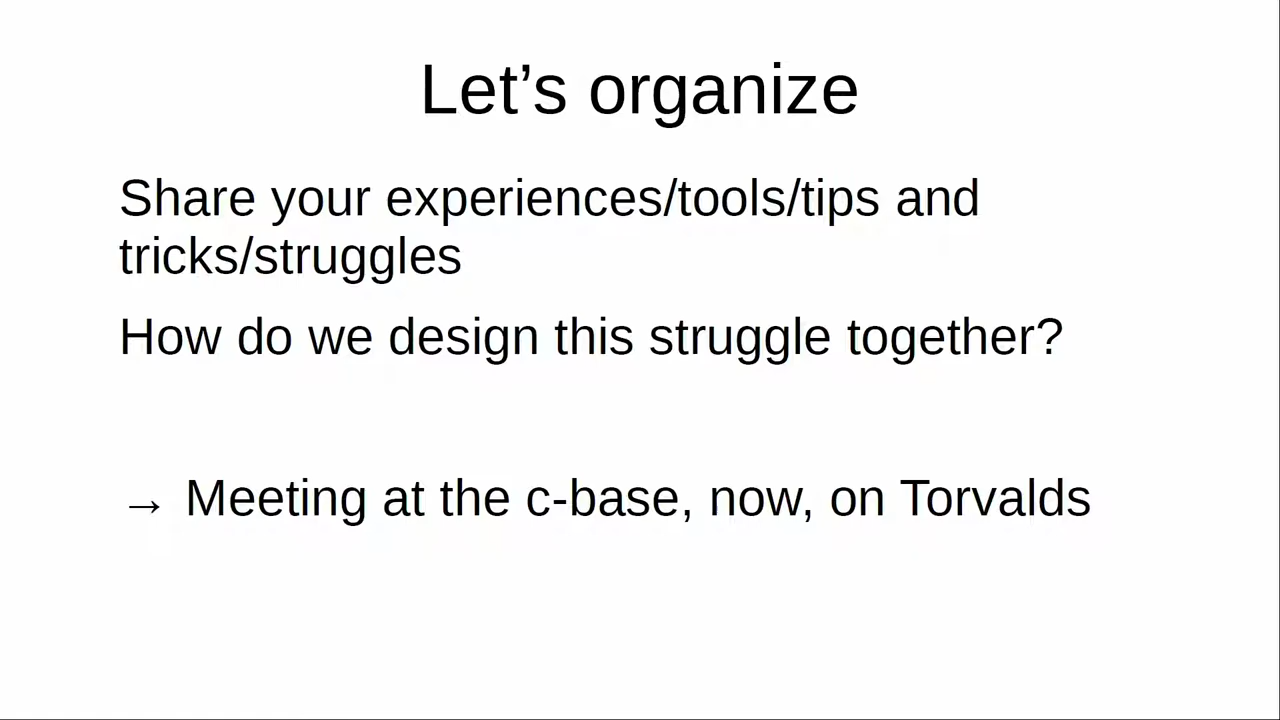 Let’s organize
Share your experiences/tools/tips and
tricks/struggles
How do we design this struggle together?
→ Meeting at the c-base, now, on Torvalds